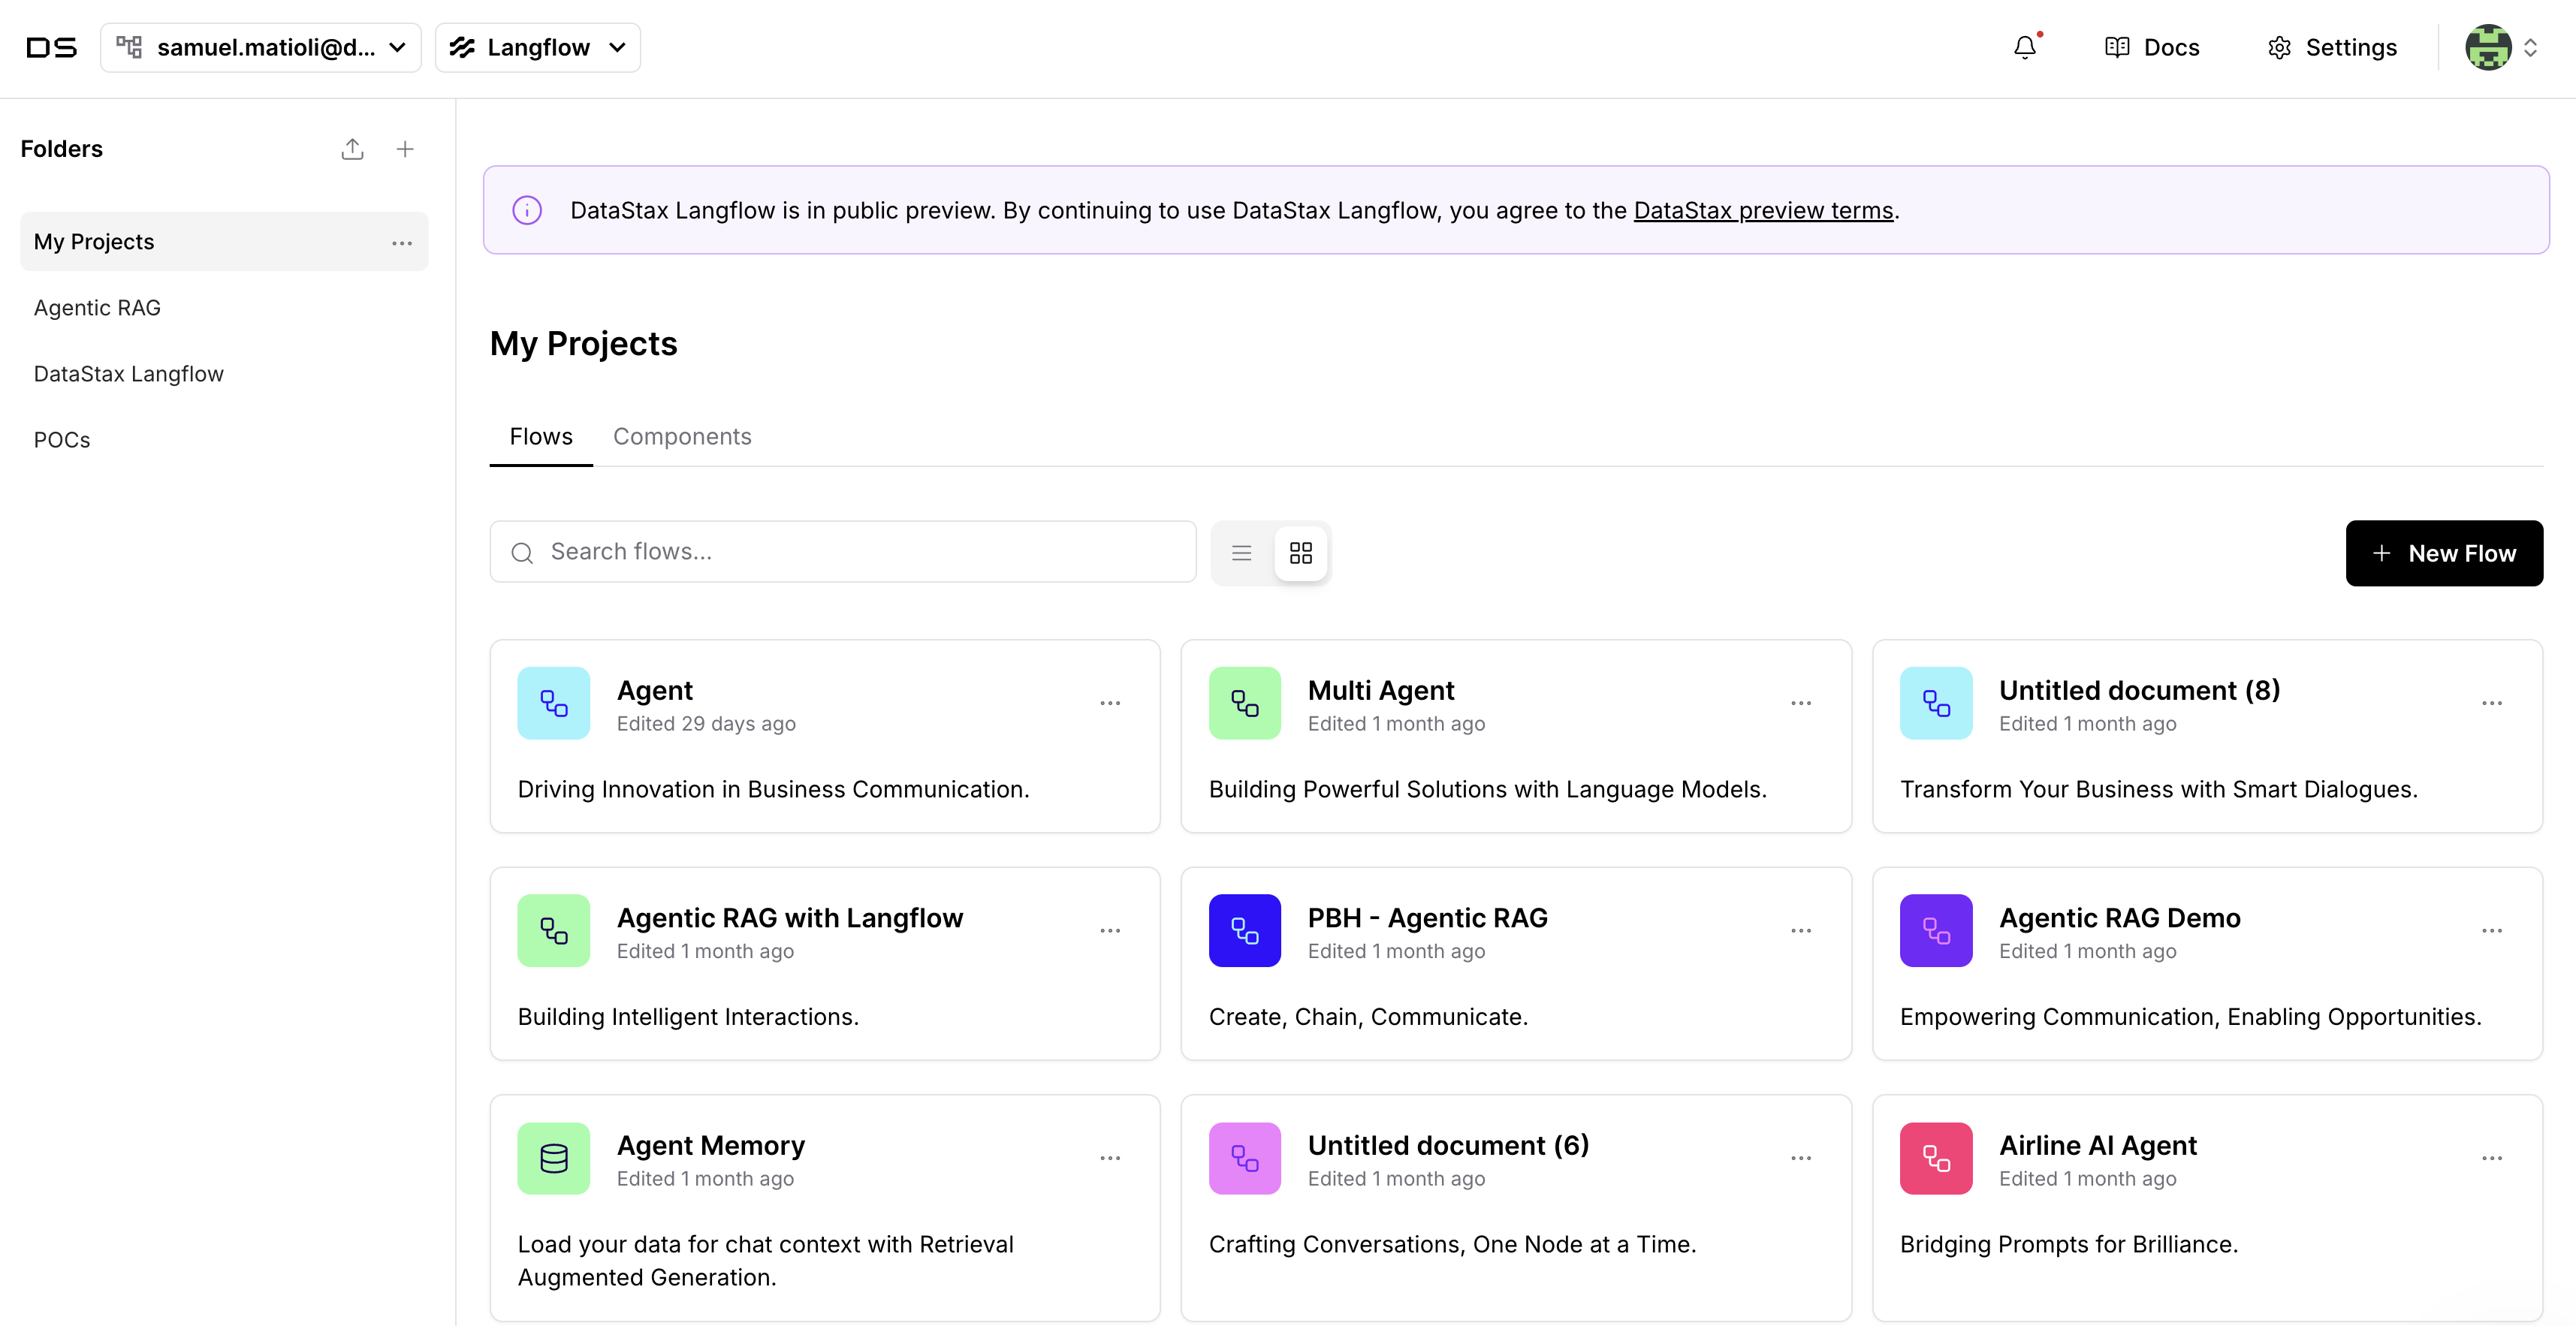 DS
samuel.matioli@d...
Langflow
Docs
Settings
Folders
My Projects
Agentic RAG
DataStax Langflow
POCs
DataStax Langflow is in public preview. By continuing to use DataStax Langflow, you agree to the DataStax preview terms.
My Projects
Flows
Components
Search flows...
New Flow
Agent
Edited 29 days ago
Driving Innovation in Business Communication.
Multi Agent
Edited 1 month ago
Building Powerful Solutions with Language Models.
Untitled document (8)
Edited 1 month ago
Transform Your Business with Smart Dialogues.
Agentic RAG with Langflow
Edited 1 month ago
Building Intelligent Interactions.
PBH - Agentic RAG
Edited 1 month ago
Create, Chain, Communicate.
Agentic RAG Demo
Edited 1 month ago
Empowering Communication, Enabling Opportunities.
Agent Memory
Edited 1 month ago
Load your data for chat context with Retrieval
Augmented Generation.
Untitled document (6)
Edited 1 month ago
Crafting Conversations, One Node at a Time.
Airline AI Agent
Edited 1 month ago
Bridging Prompts for Brilliance.